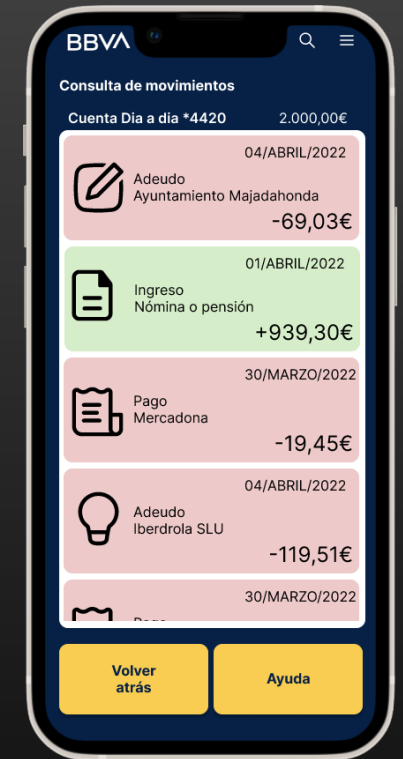 BBVA
Consulta de movimientos
Cuenta Dia a dia *4420 2.000,00€
04/ABRIL/2022
Adeudo
Ayuntamiento Majadahonda
-69,03€
01/ABRIL/2022
Ingreso
Nómina o pensión
+939,30€
30/MARZO/2022
Pago
Mercadona
-19,45€
04/ABRIL/2022
Adeudo
Iberdrola SLU
-119,51€
30/MARZO/2022
Volver
atrás
Ayuda